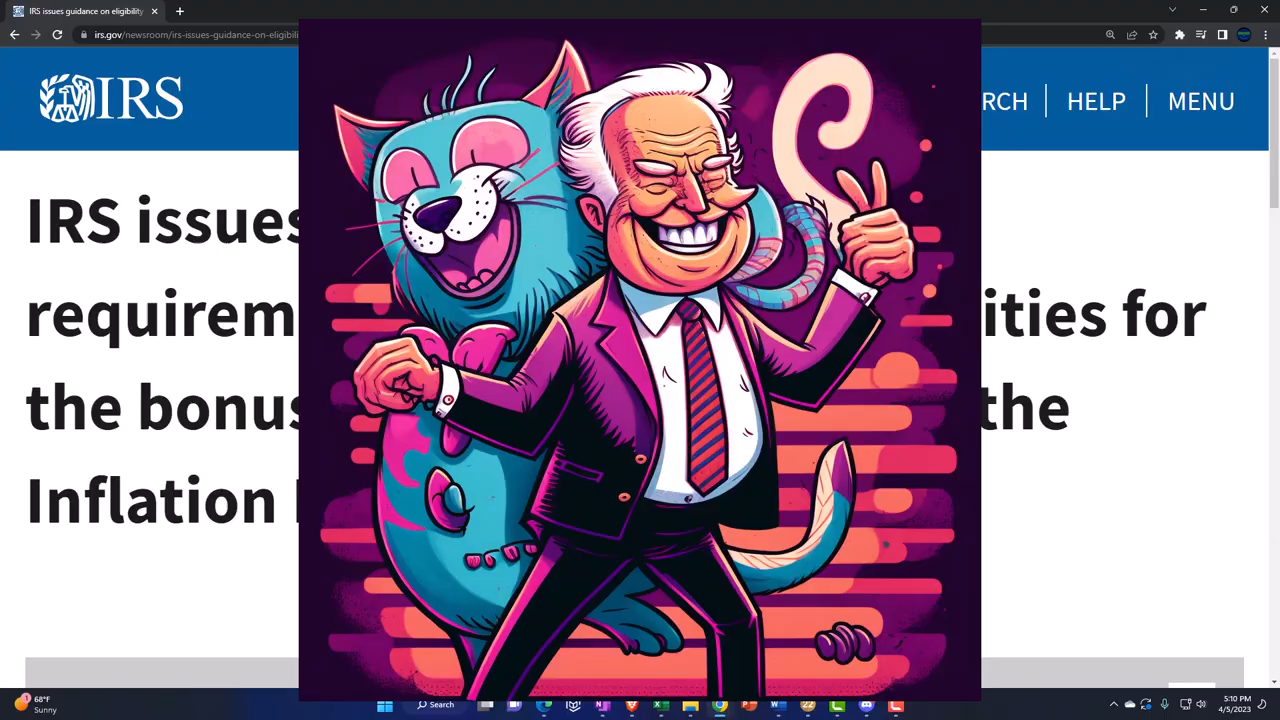 IRS issues guidance on eligibility
irs.gov/newsroom/irs-issues-guidance-on-eligibili
IRS
RCH
HELP
MENU
IRS issues
requirem ities for
the bonus the
Inflation
68°F
Sunny
Search
5:10 PM
4/5/2023